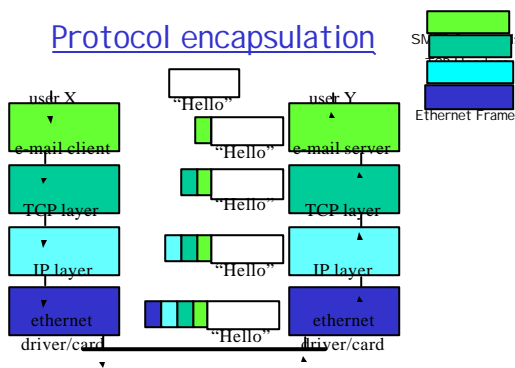 Protocol encapsulation
Ethernet Frame
user X
"Hello"
user Y
e-mail client
"Hello"
e-mail server
TCP layer
"Hello"
TCP layer
IP layer
"Hello"
IP layer
ethernet
driver/card
"Hello"
ethernet
driver/card